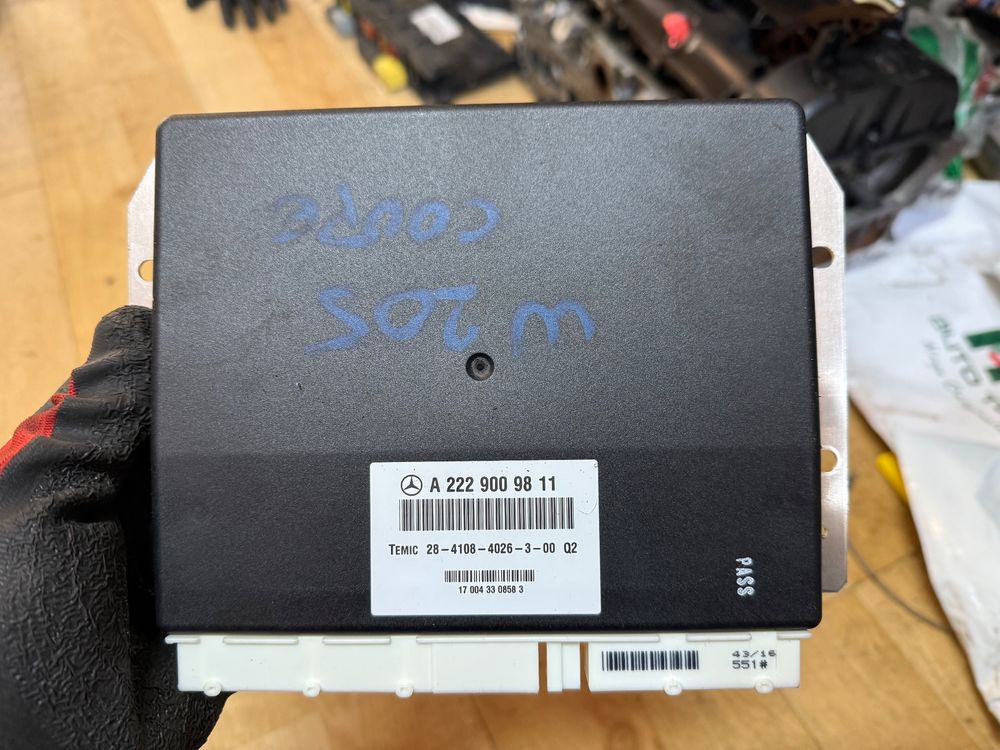 COUPE
W205
A 222 900 98 11
TEMIC 28-4108-4026-3-00 Q2
17 004 33 0858 3
PASS
43/16
551#
AUTO